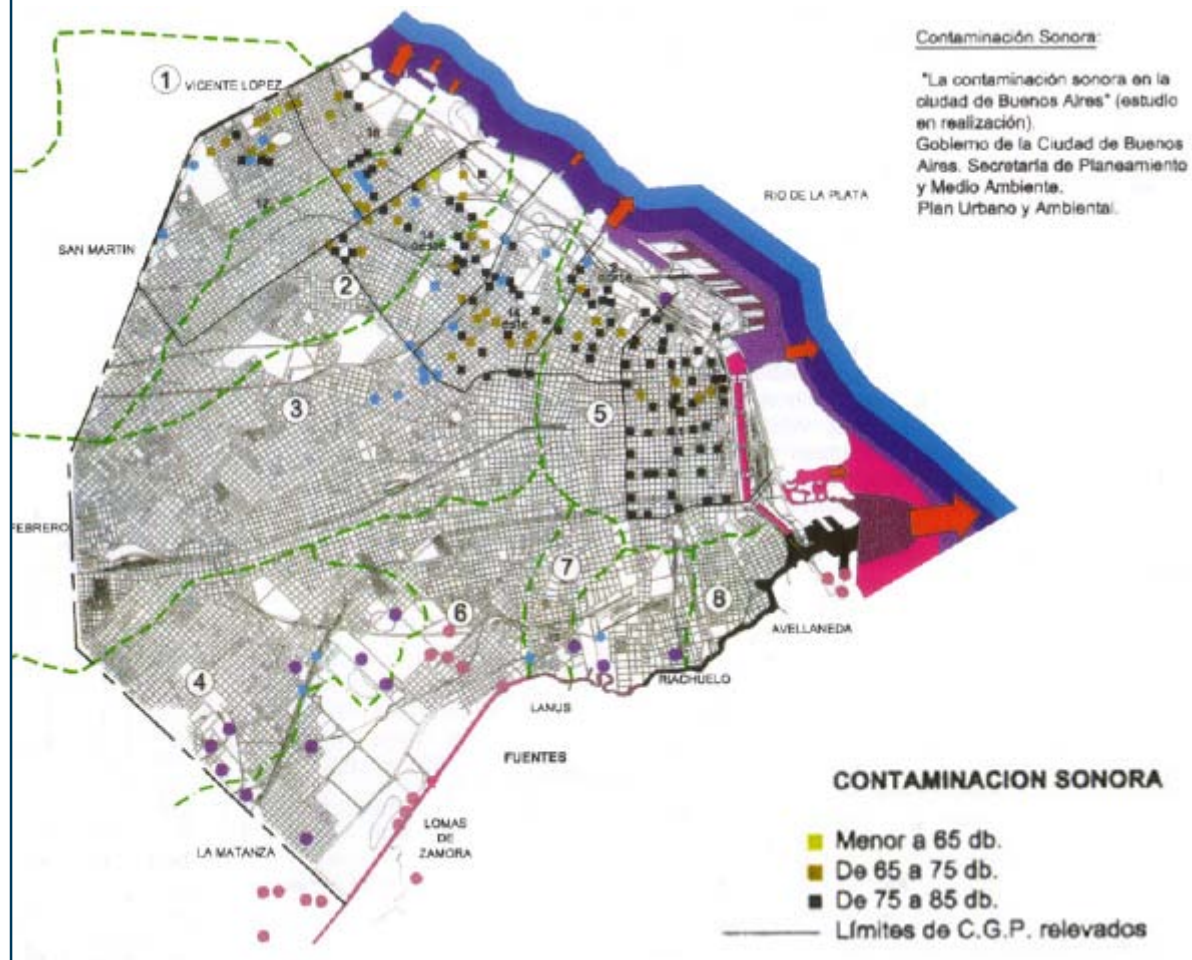 Contaminación Sonora:
"La contaminación sonora en la
ciudad de Buenos Aires" (estudio
en realización).
Gobierno de la Ciudad de Buenos
Aires. Secretaría de Planeamiento
y Medio Ambiente.
Plan Urbano y Ambiental.
1
VICENTE LOPEZ
RIO DE LA PLATA
SAN MARTIN
2
3
5
FEBRERO
7
6
8
4
AVELLANEDA
RIACHUELO
LANUS
FUENTES
LOMAS
DE
ZAMORA
LA MATANZA
CONTAMINACION SONORA
Menor a 65 db.
De 65 a 75 db.
De 75 a 85 db.
Límites de C.G.P. relevados